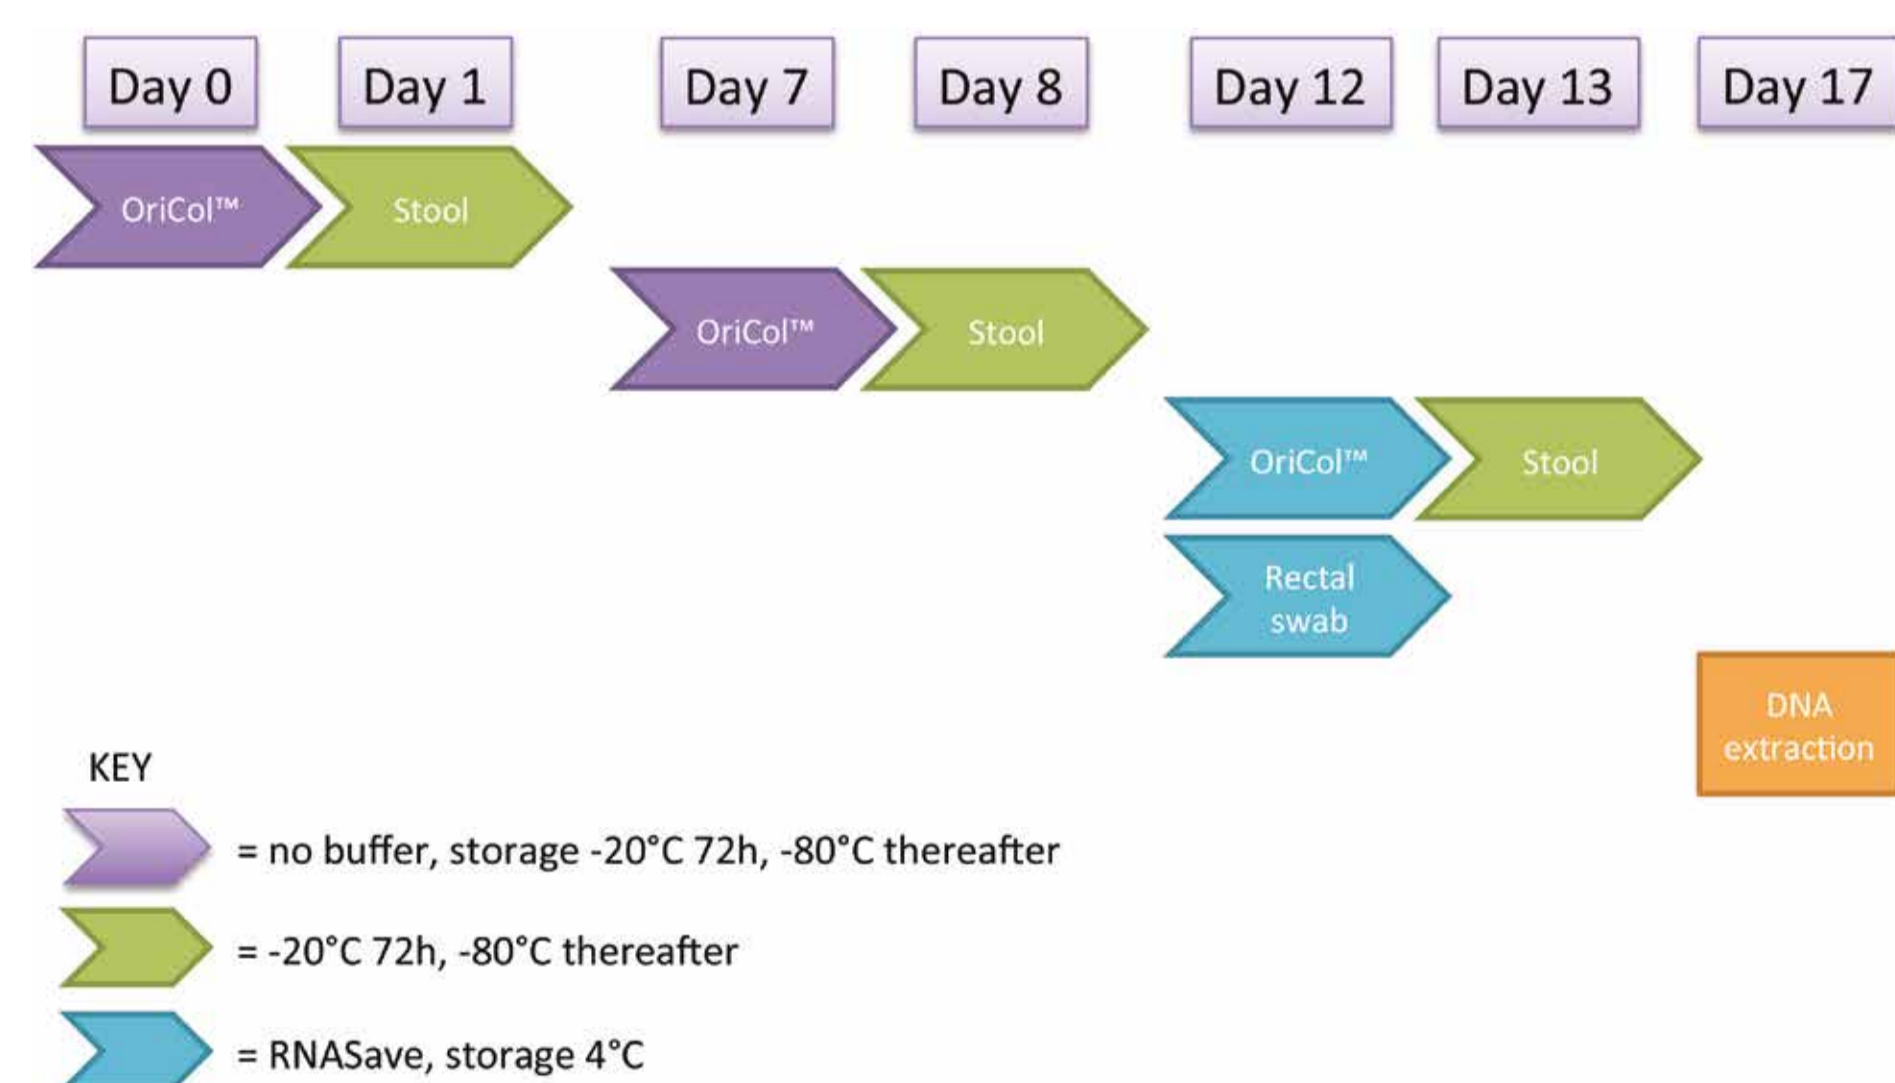 Day 0
Day 1
Day 7
Day 8
Day 12
Day 13
Day 17
OriCol™
Stool
OriCol™
Stool
OriCol™
Stool
Rectal
swab
DNA
extraction
KEY
= no buffer, storage -20°C 72h, -80°C thereafter
= -20°C 72h, -80°C thereafter
= RNASave, storage 4°C